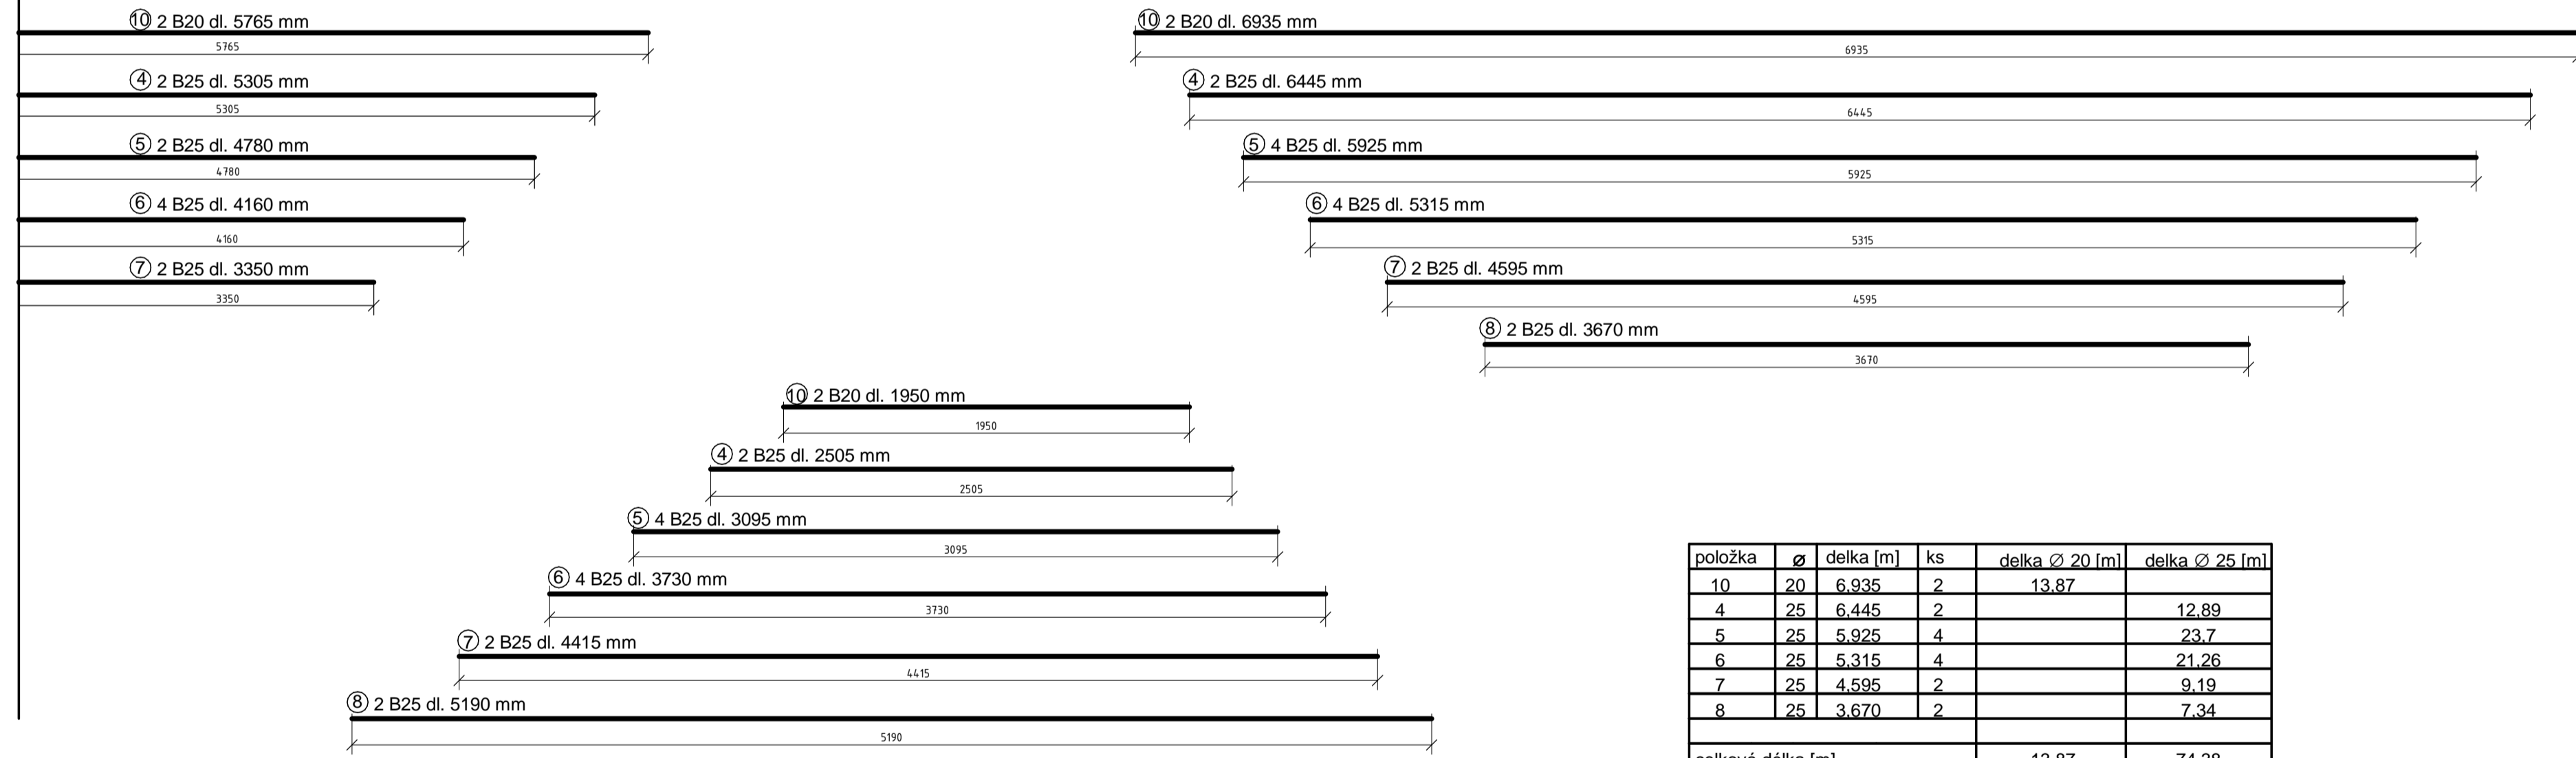 10 2 B20 dl. 5765 mm
5765
4 2 B25 dl. 5305 mm
5305
5 2 B25 dl. 4780 mm
4780
6 4 B25 dl. 4160 mm
4160
7 2 B25 dl. 3350 mm
3350
10 2 B20 dl. 6935 mm
6935
4 2 B25 dl. 6445 mm
6445
5 4 B25 dl. 5925 mm
5925
6 4 B25 dl. 5315 mm
5315
7 2 B25 dl. 4595 mm
4595
8 2 B25 dl. 3670 mm
3670
10 2 B20 dl. 1950 mm
1950
4 2 B25 dl. 2505 mm
2505
5 4 B25 dl. 3095 mm
3095
6 4 B25 dl. 3730 mm
3730
7 2 B25 dl. 4415 mm
4415
8 2 B25 dl. 5190 mm
5190
položka ø delka [m] ks delka ∅ 20 [m] delka ∅ 25 [m]
10 20 6,935 2 13,87
4 25 6,445 2 12,89
5 25 5,925 4 23,7
6 25 5,315 4 21,26
7 25 4,595 2 9,19
8 25 3,670 2 7,34
celková délka [m] 13,87 74,38